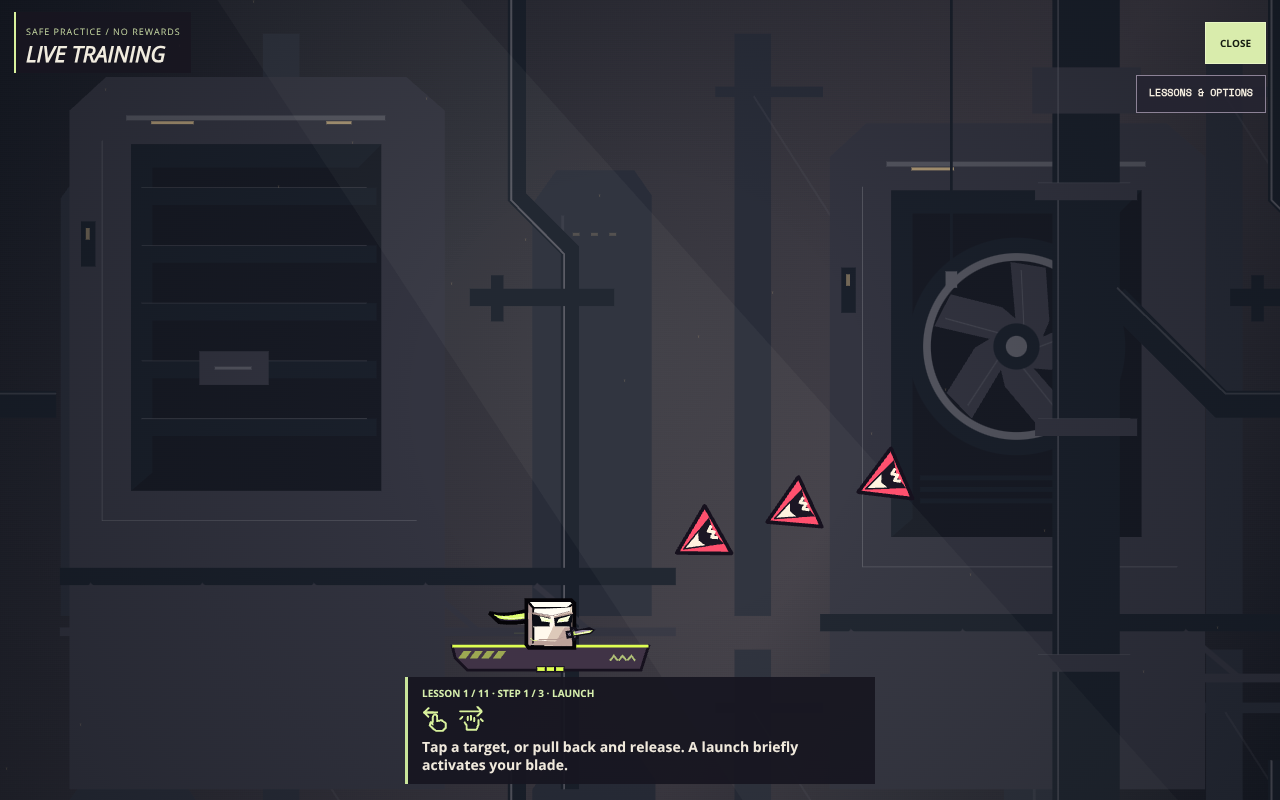 SAFE PRACTICE / NO REWARDS
LIVE TRAINING
CLOSE
LESSONS & OPTIONS
LESSON 1 / 11 · STEP 1 / 3 · LAUNCH
Tap a target, or pull back and release. A launch briefly
activates your blade.